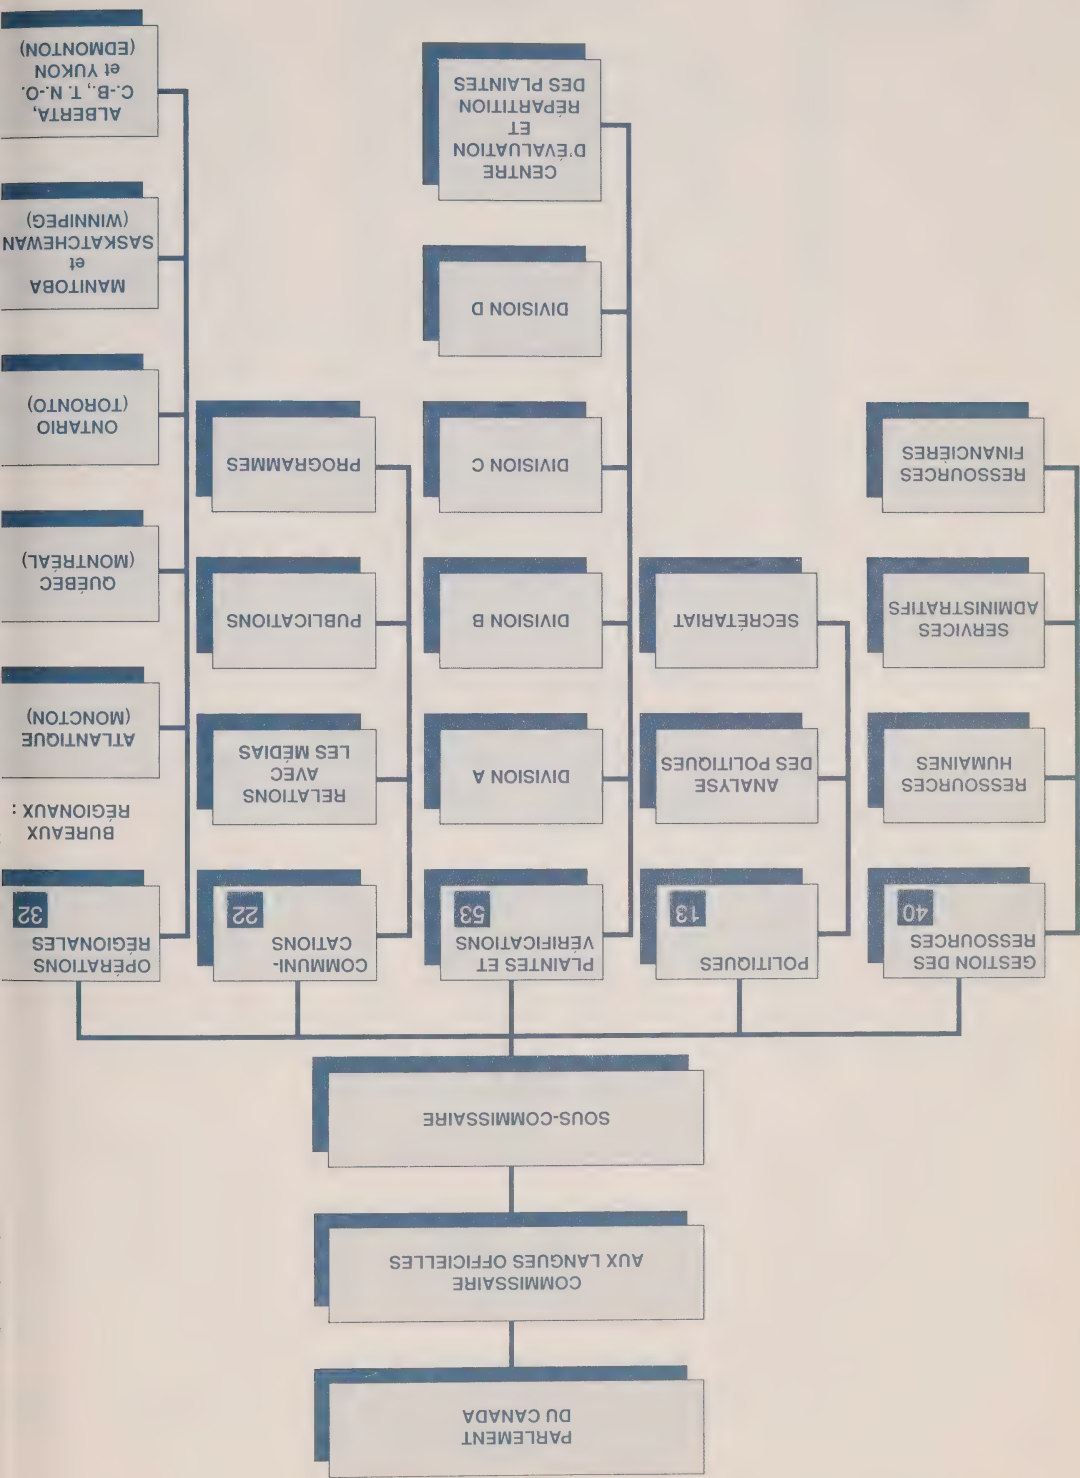 PARLEMENT
DU CANADA
COMMISSAIRE
AUX LANGUES OFFICIELLES
SOUS-COMMISSAIRE
GESTION DES
RESSOURCES
40
RESSOURCES
HUMAINES
SERVICES
ADMINISTRATIFS
RESSOURCES
FINANCIÈRES
POLITIQUES
13
ANALYSE
DES POLITIQUES
SECRÉTARIAT
PLAINTES ET
VÉRIFICATIONS
53
DIVISION A
DIVISION B
DIVISION C
DIVISION D
CENTRE
D'ÉVALUATION
ET
RÉPARTITION
DES PLAINTES
COMMUNI-
CATIONS
22
RELATIONS
AVEC
LES MÉDIAS
PUBLICATIONS
PROGRAMMES
OPÉRATIONS
RÉGIONALES
32
BUREAUX
RÉGIONAUX :
ATLANTIQUE
(MONCTON)
QUÉBEC
(MONTRÉAL)
ONTARIO
(TORONTO)
MANITOBA
et
SASKATCHEWAN
(WINNIPEG)
ALBERTA,
C.-B., T. N.-O.
et YUKON
(EDMONTON)